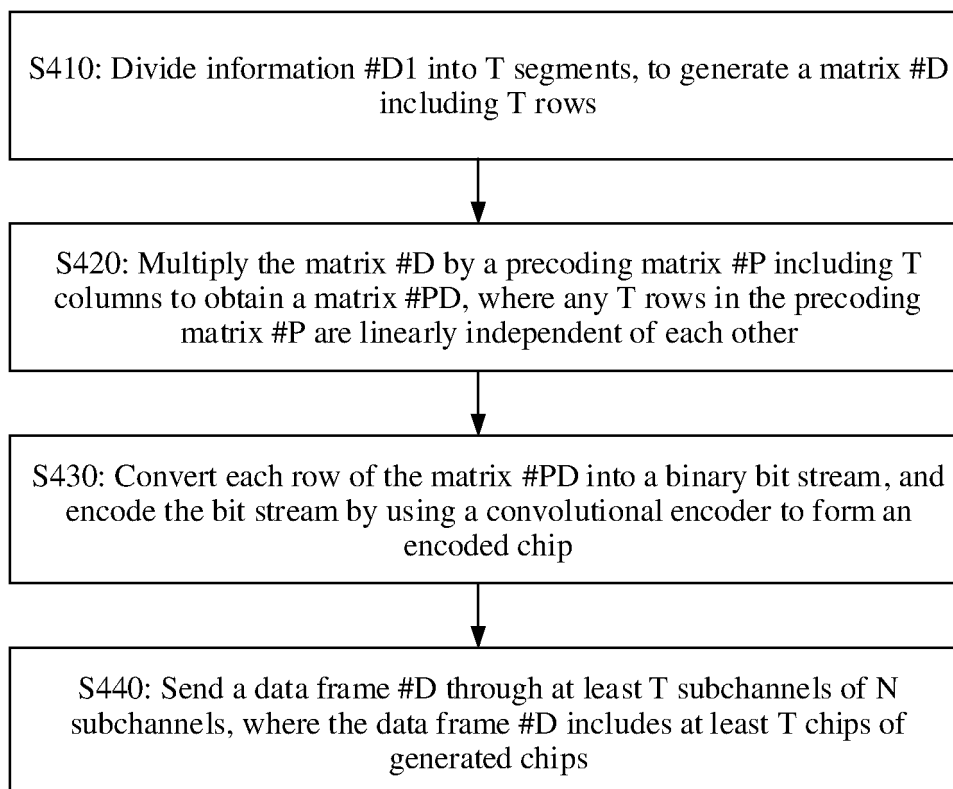 S410: Divide information #D1 into T segments, to generate a matrix #D
including T rows
S420: Multiply the matrix #D by a precoding matrix #P including T
columns to obtain a matrix #PD, where any T rows in the precoding
matrix #P are linearly independent of each other
S430: Convert each row of the matrix #PD into a binary bit stream, and
encode the bit stream by using a convolutional encoder to form an
encoded chip
S440: Send a data frame #D through at least T subchannels of N
subchannels, where the data frame #D includes at least T chips of
generated chips